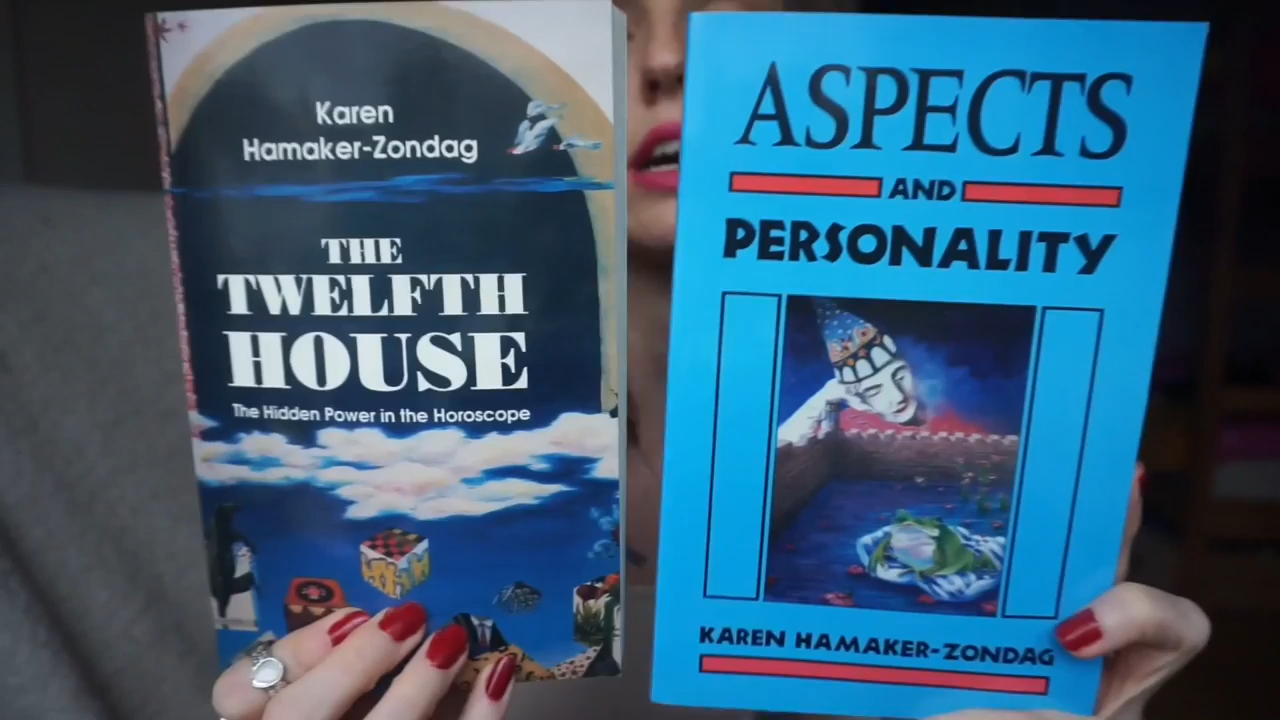 Karen
Hamaker-Zondag
THE
TWELFTH
HOUSE
The Hidden Power in the Horoscope
ASPECTS
AND
PERSONALITY
KAREN HAMAKER-ZONDAG